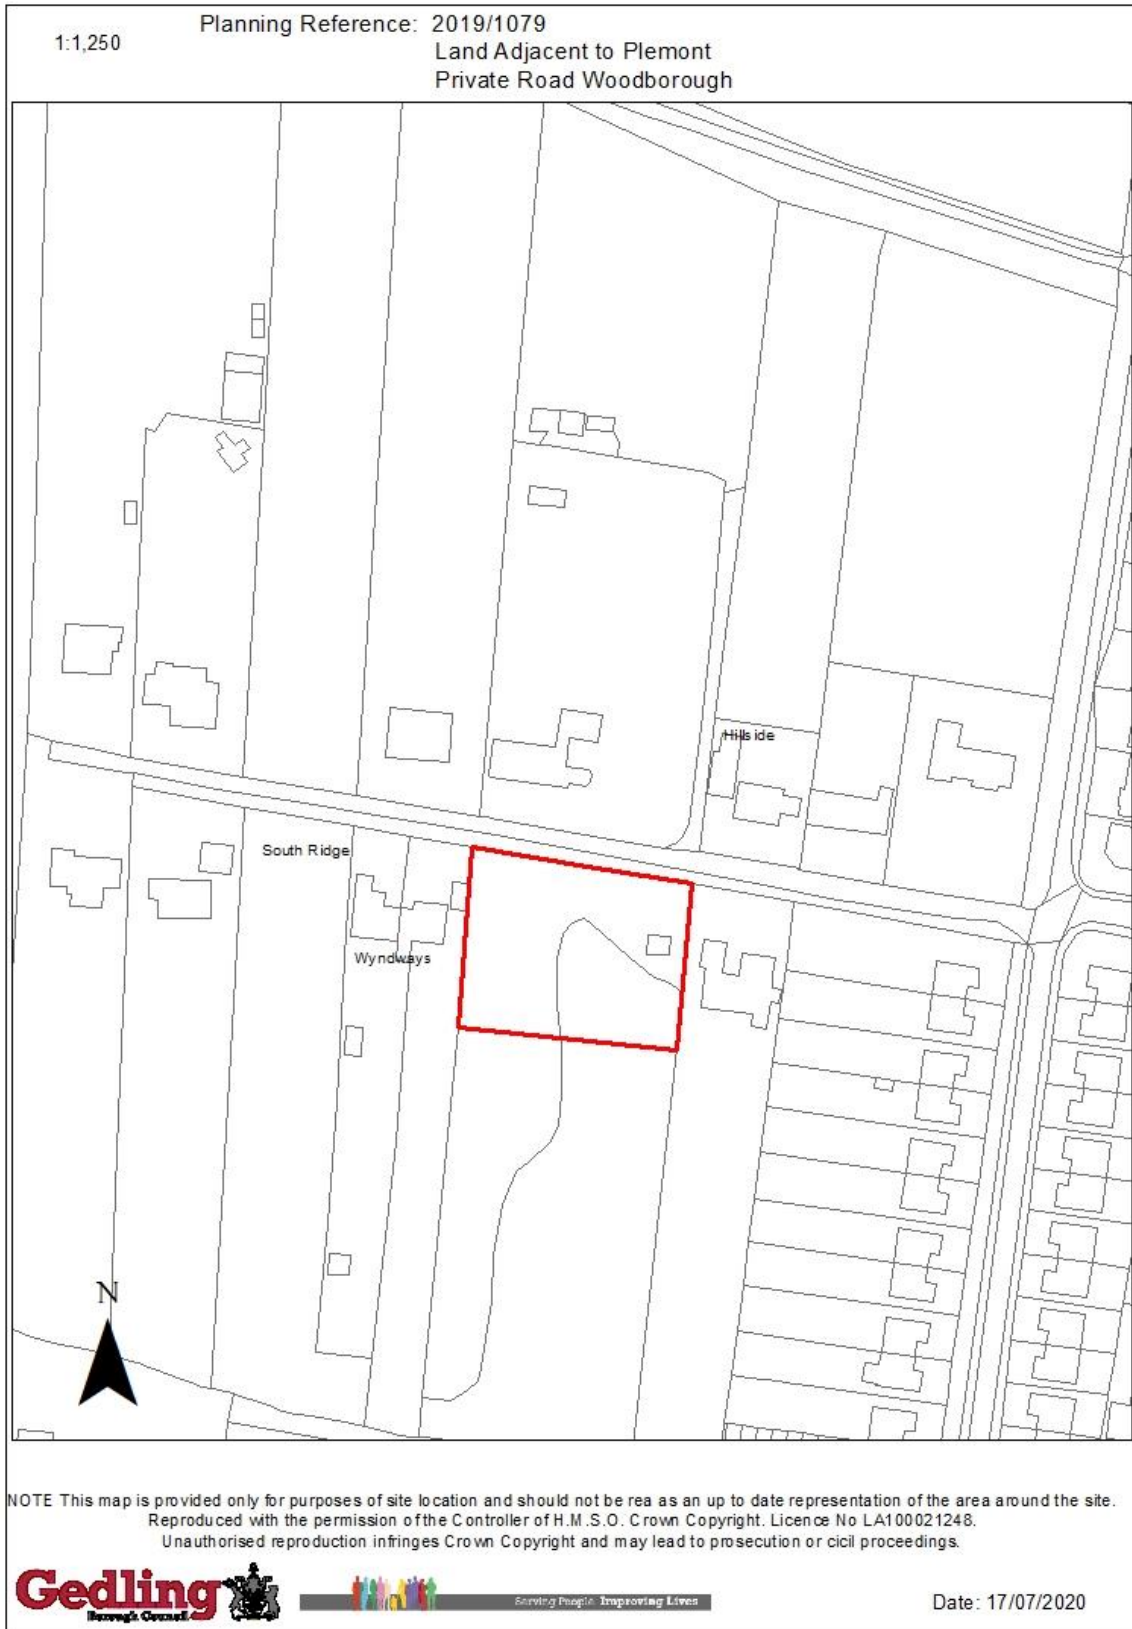 Planning Reference: 2019/1079
1:1,250
Land Adjacent to Plemont
Private Road Woodborough
Hillside
South Ridge
Wyndways
N
NOTE This map is provided only for purposes of site location and should not be rea as an up to date representation of the area around the site.
Reproduced with the permission of the Controller of H.M.S.O. Crown Copyright. Licence No LA100021248.
Unauthorised reproduction infringes Crown Copyright and may lead to prosecution or cicil proceedings.
Gedling
Borough Council
Serving People Improving Lives
Date: 17/07/2020